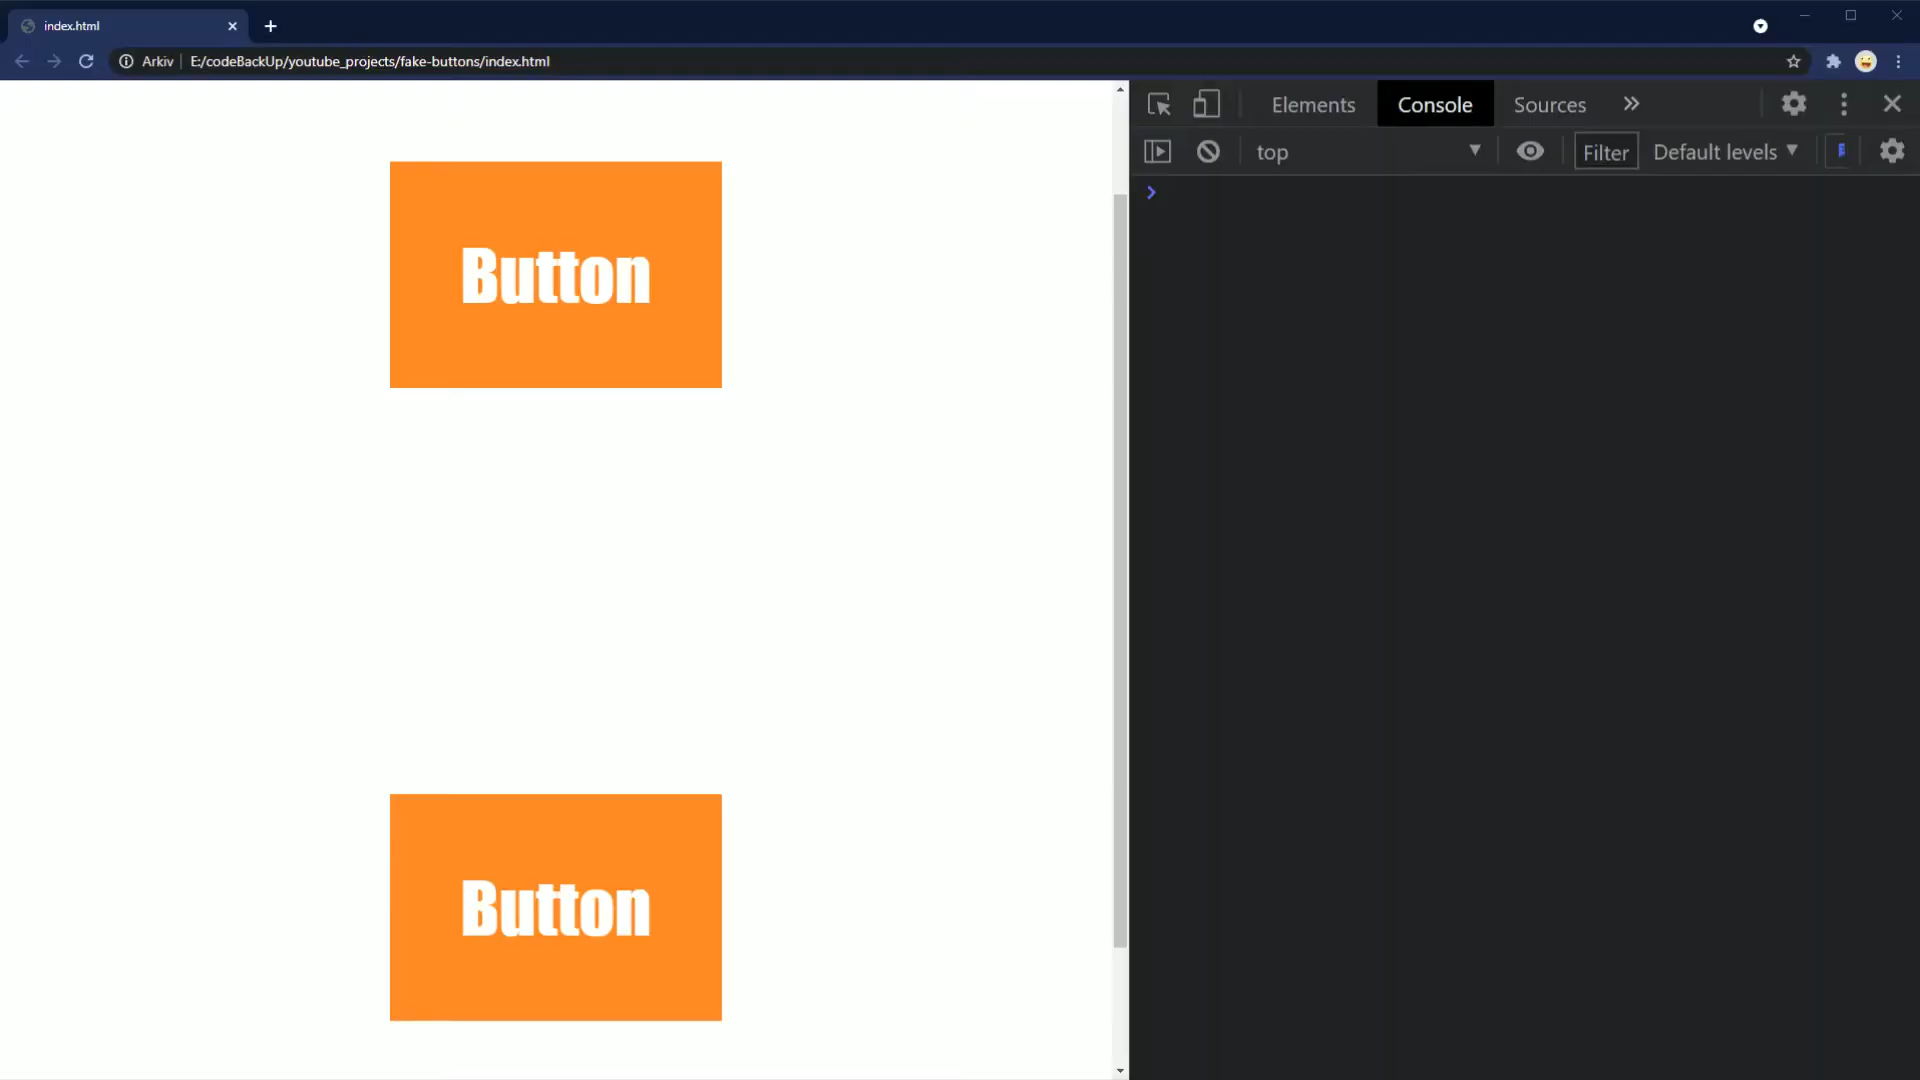 index.html
Arkiv E:/codeBackUp/youtube_projects/fake-buttons/index.html
Elements Console Sources
top Filter Default levels
Button
Button